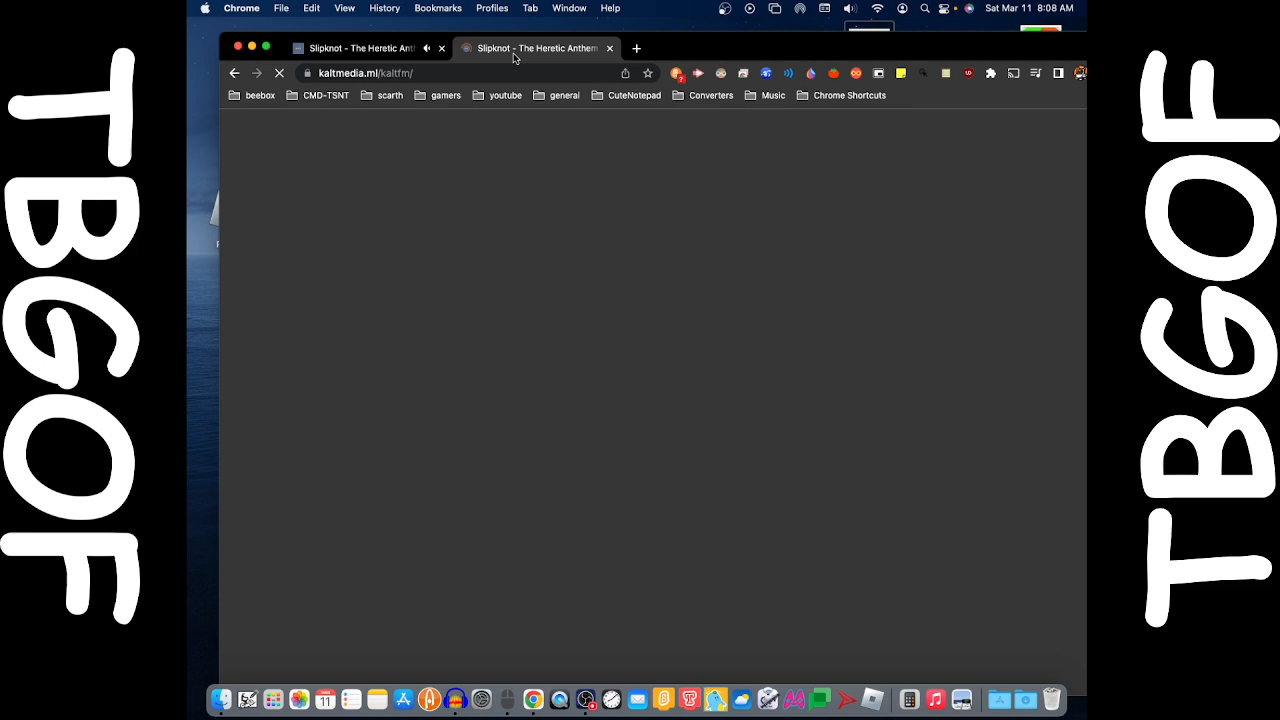 TBGOF
Chrome File Edit View History Bookmarks Profiles Tab Window Help Sat Mar 11 8:08 AM
Slipknot - The Heretic Anth Slipknot - The Heretic Anthem
kaltmedia.ml/kaltfm/
beebox CMD-TSNT scarth gamers youtube general CuteNotepad Converters Music Chrome Shortcuts
11
TBGOF